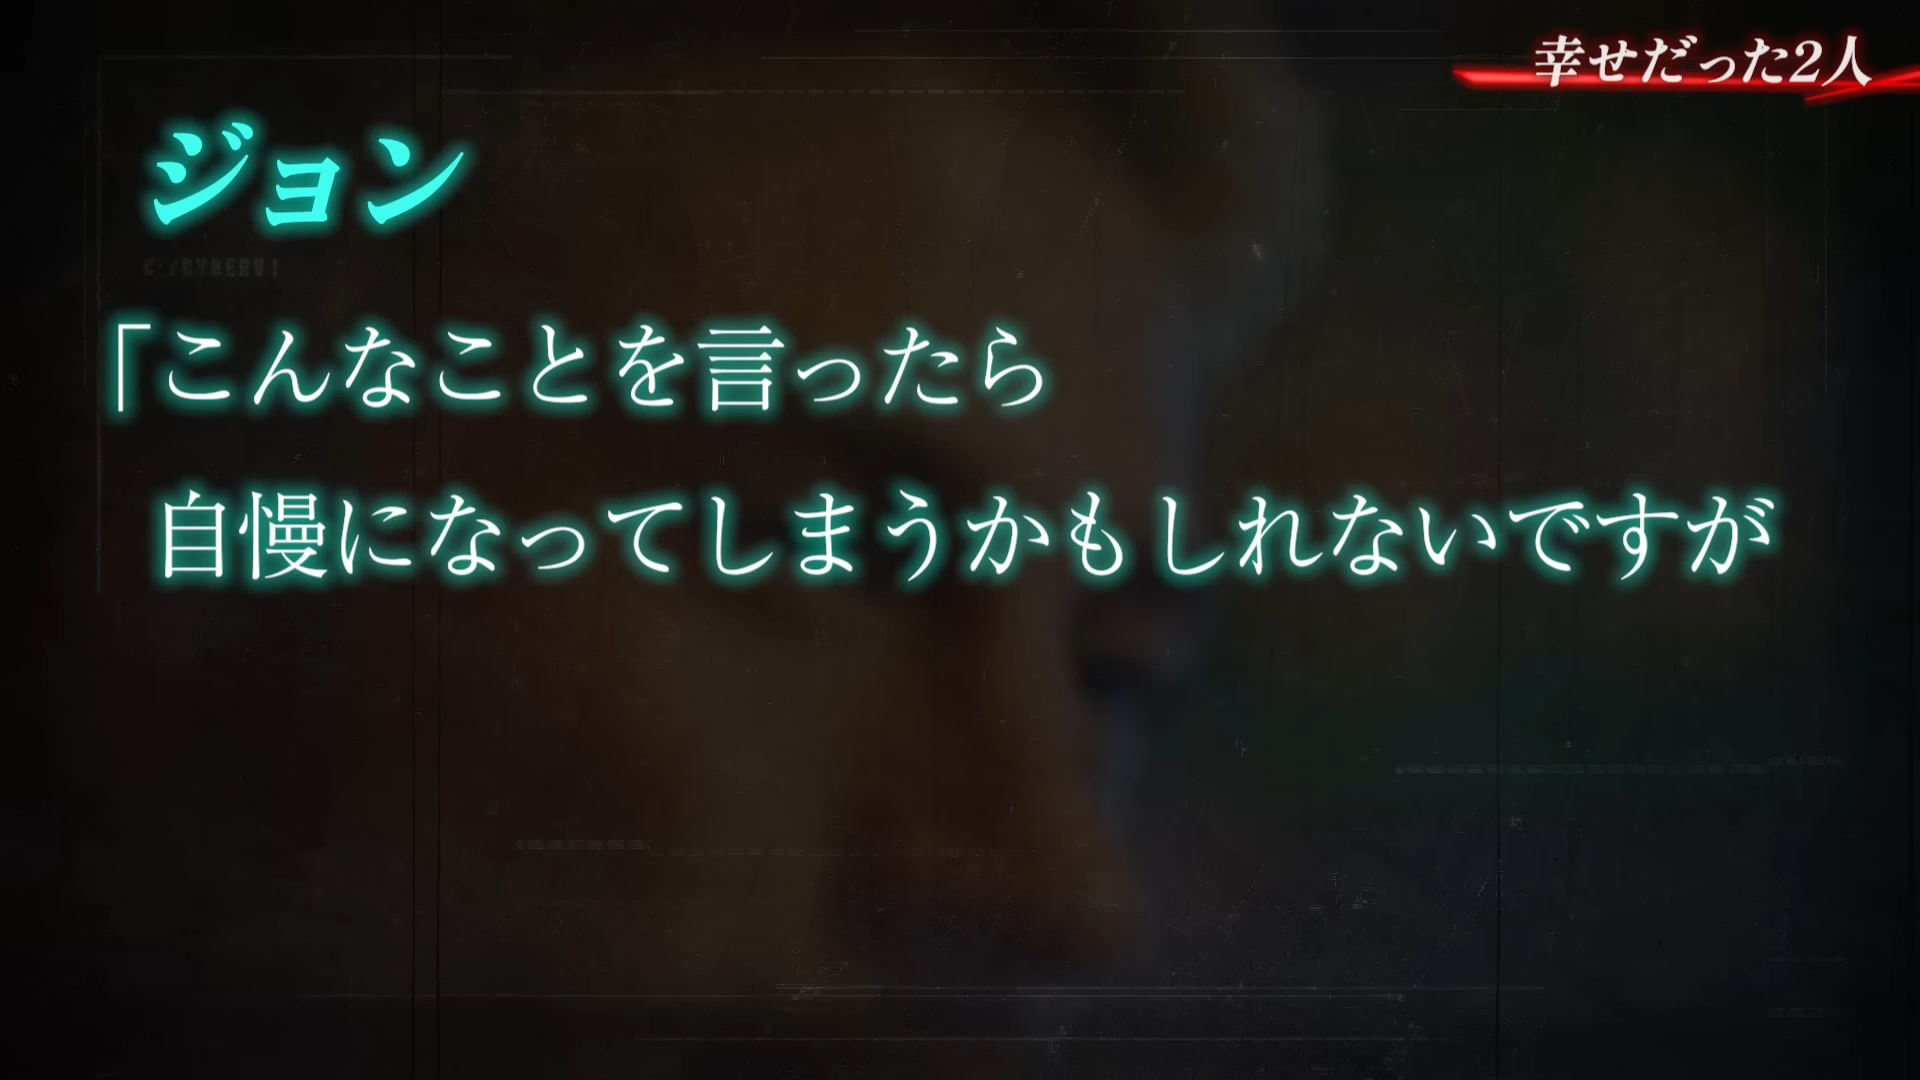 幸せだった2人
ジョン
「こんなことを言ったら
自慢になってしまうかもしれないですが